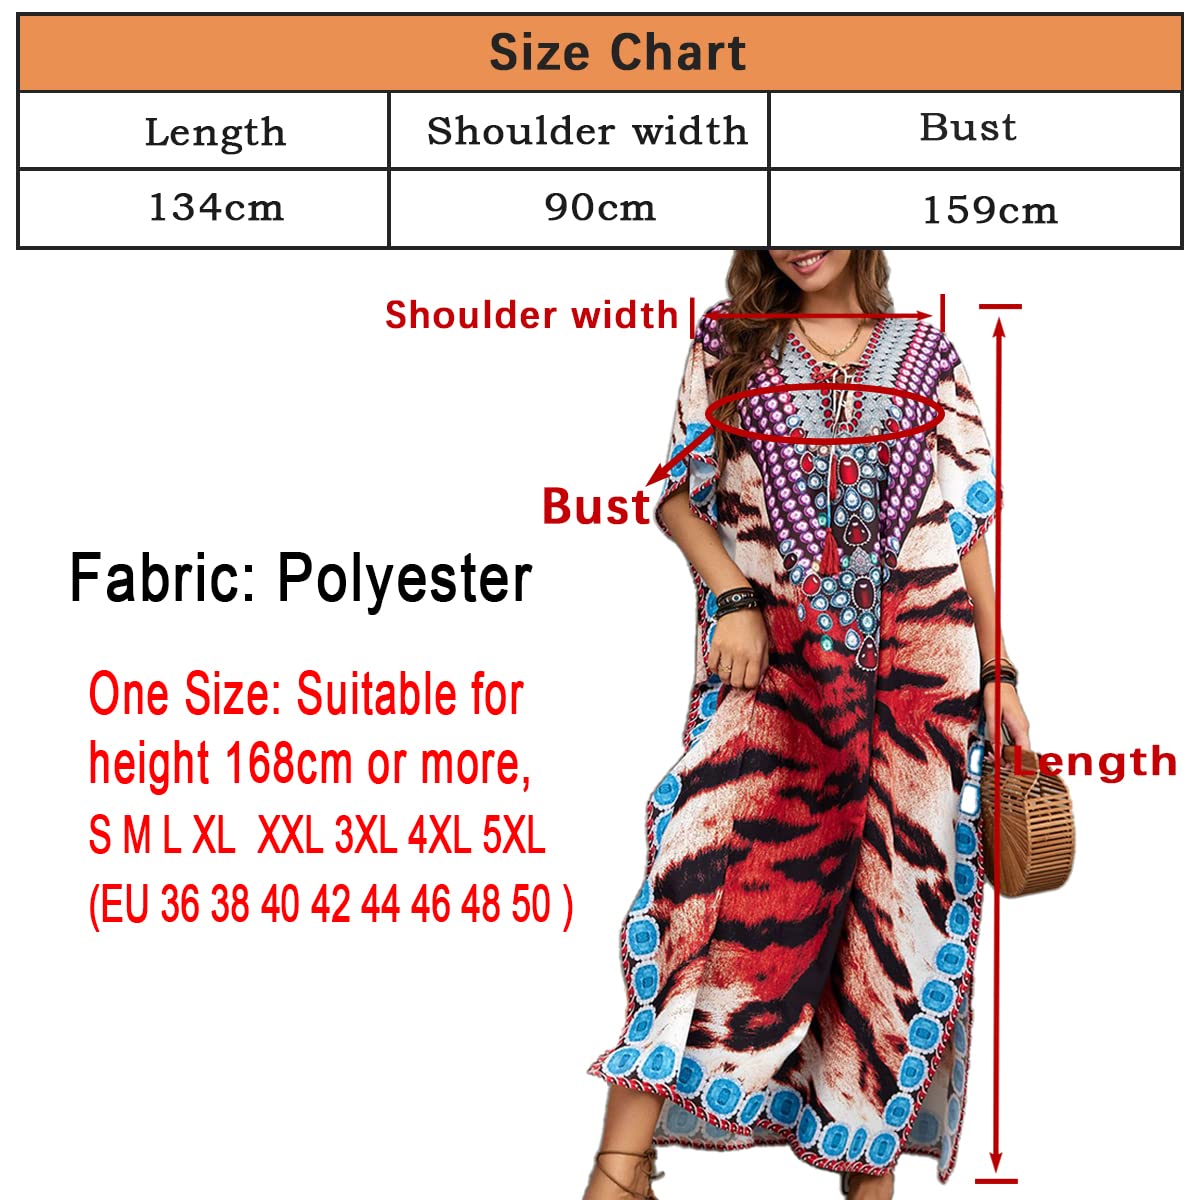 Size Chart
Length Shoulder width Bust
134cm 90cm 159cm
Shoulder width
Bust
Fabric: Polyester
One Size: Suitable for
height 168cm or more,
S M L XL XXL 3XL 4XL 5XL
(EU 36 38 40 42 44 46 48 50 )
Length